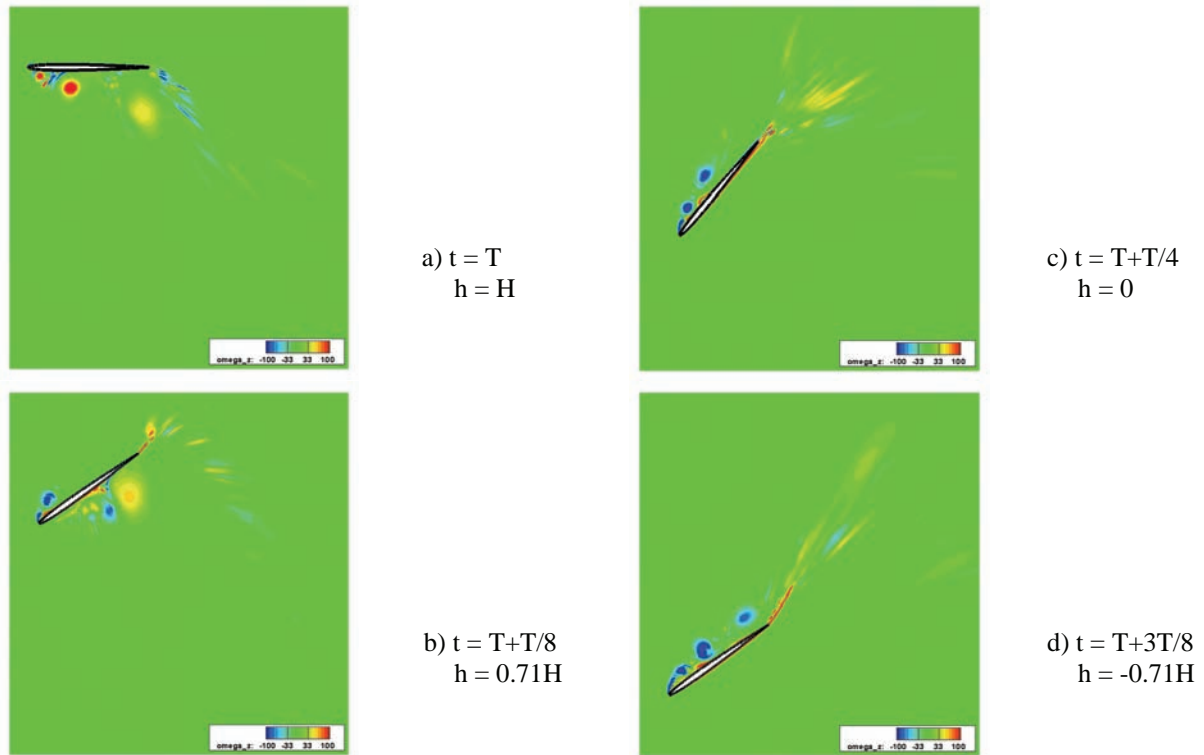 a) t = T
h = H
omega_z: -100 -33 33 100
b) t = T+T/8
h = 0.71H
omega_z: -100 -33 33 100
c) t = T+T/4
h = 0
omega_z: -100 -33 33 100
d) t = T+3T/8
h = -0.71H
omega_z: -100 -33 33 100